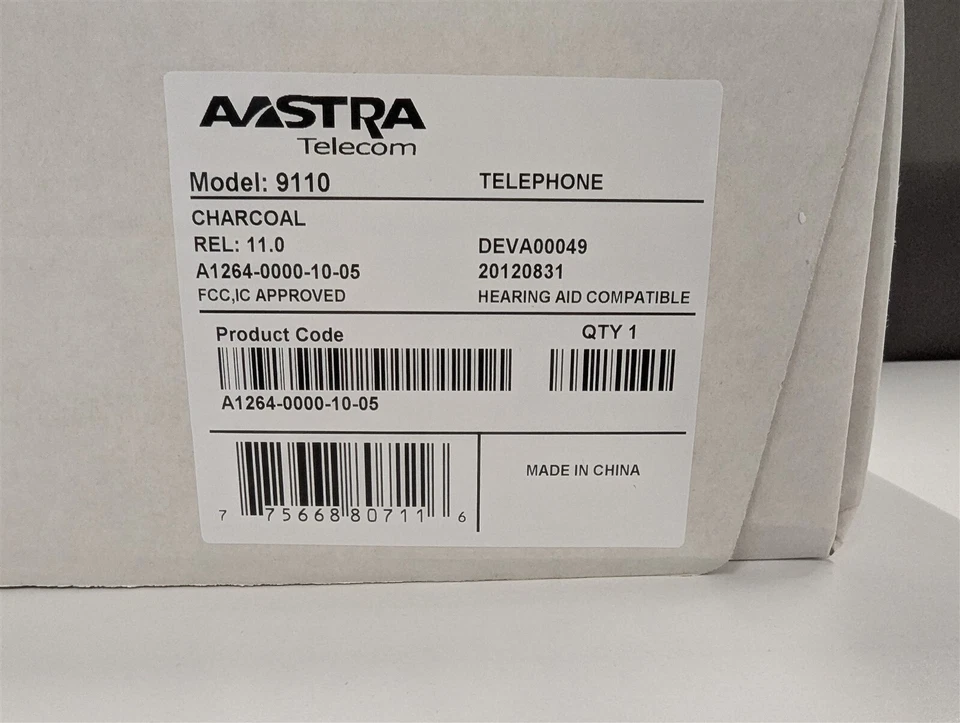 AASTRA
Telecom
Model: 9110 TELEPHONE
CHARCOAL
REL: 11.0 DEVA00049
A1264-0000-10-05 20120831
FCC,IC APPROVED HEARING AID COMPATIBLE
Product Code QTY 1
A1264-0000-10-05
MADE IN CHINA
7 75668 80711 6